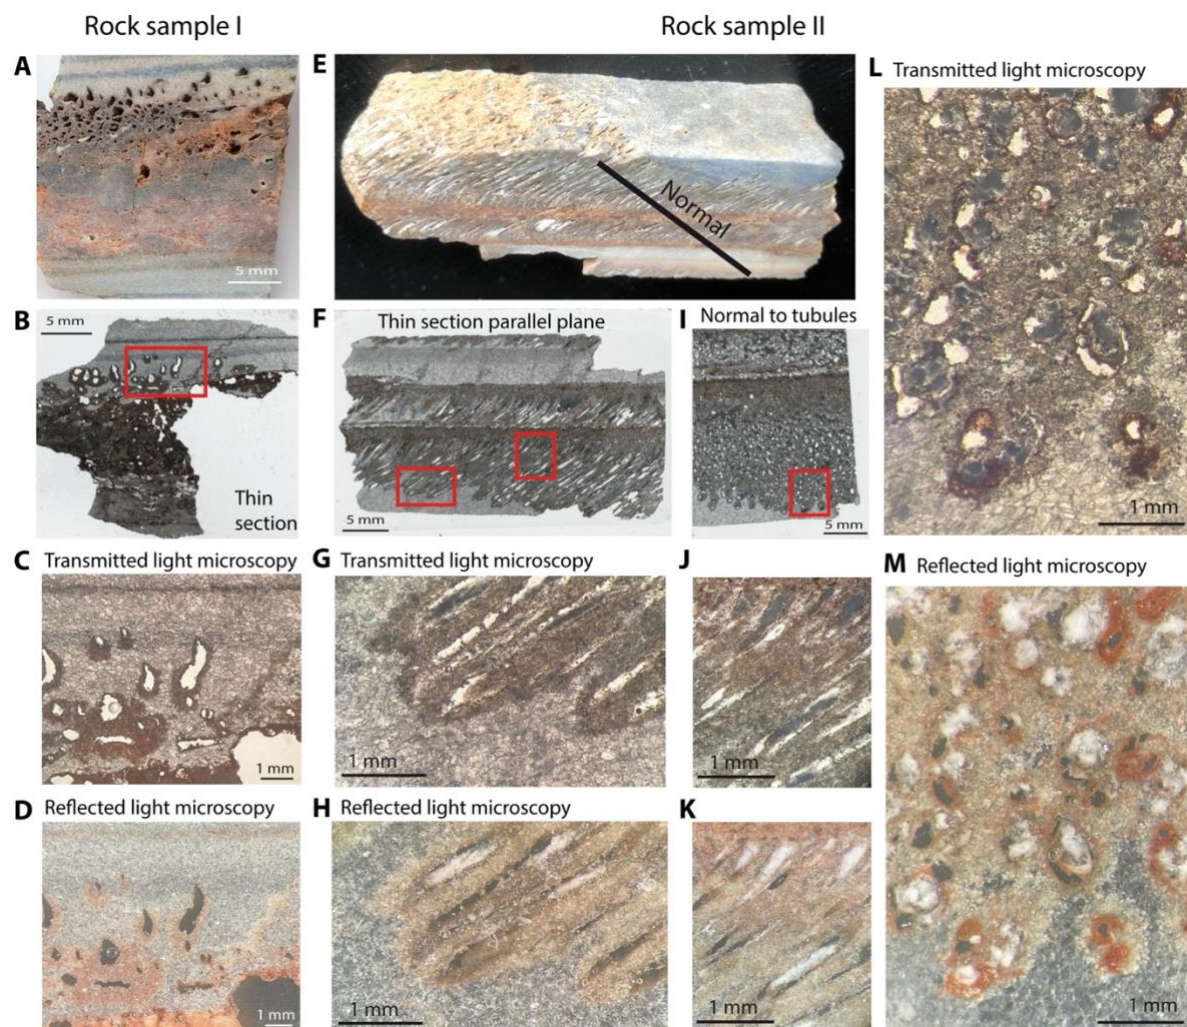 Rock sample I
Rock sample II
A
5 mm
B
5 mm
Thin
section
C Transmitted light microscopy
1 mm
D Reflected light microscopy
1 mm
E
Normal
F
Thin section parallel plane
5 mm
I
Normal to tubules
5 mm
G Transmitted light microscopy
1 mm
J
1 mm
H Reflected light microscopy
1 mm
K
1 mm
L Transmitted light microscopy
1 mm
M Reflected light microscopy
1 mm